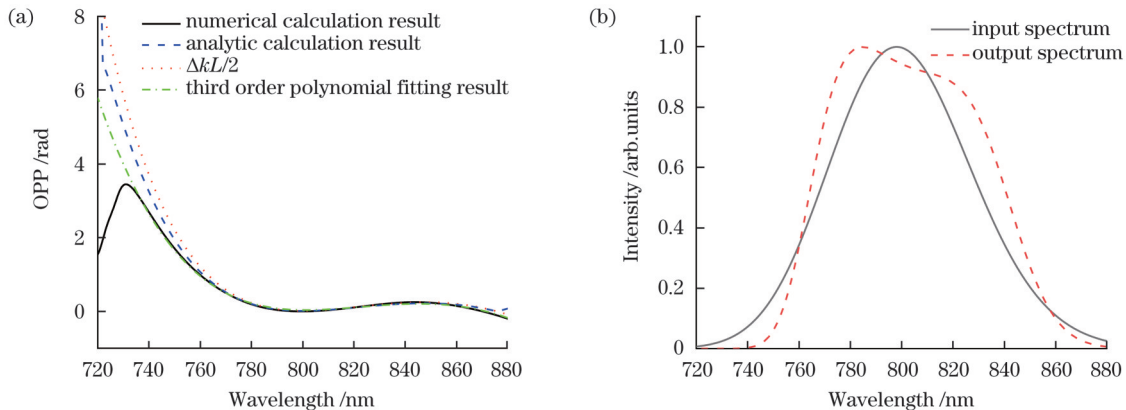 (a)
8
6
4
2
0
OPP /rad
numerical calculation result
analytic calculation result
ΔkL/2
third order polynomial fitting result
720 740 760 780 800 820 840 860 880
Wavelength /nm
(b)
1.0
0.8
0.6
0.4
0.2
0
Intensity /arb.units
input spectrum
output spectrum
720 740 760 780 800 820 840 860 880
Wavelength /nm